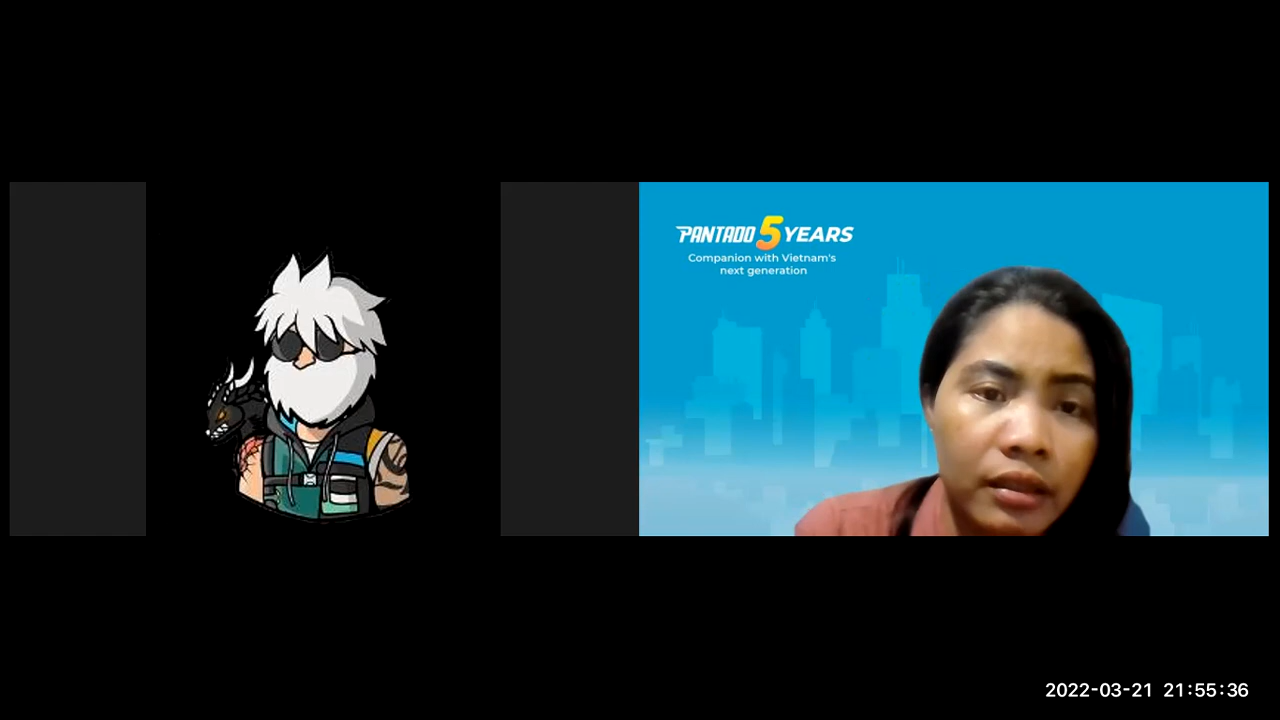 PANTADO 5 YEARS
Companion with Vietnam's
next generation
2022-03-21 21:55:36